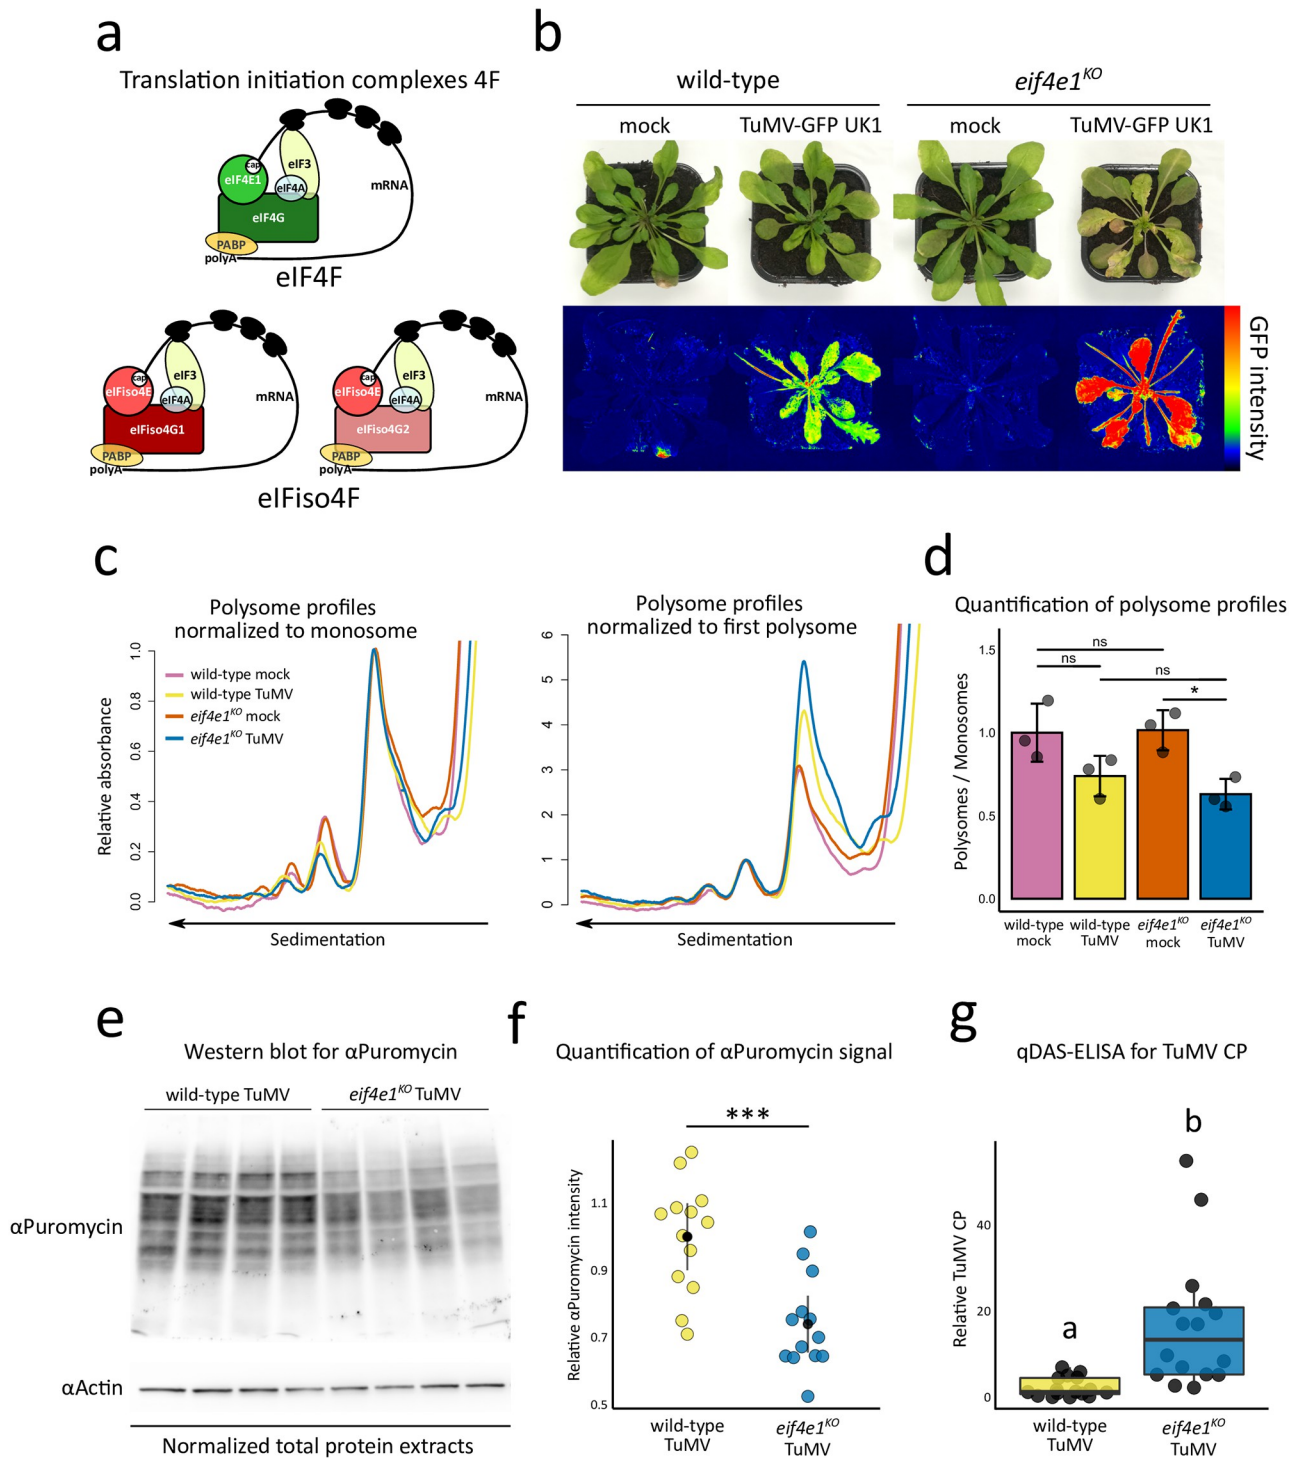 a
Translation initiation complexes 4F
cap
eIF4E1
eIF3
eIF4A
mRNA
eIF4G
PABP
polyA
eIF4F
cap
eIFiso4E
eIF3
eIF4A
mRNA
eIFiso4G1
PABP
polyA
cap
eIFiso4E
eIF3
eIF4A
mRNA
eIFiso4G2
PABP
polyA
eIFiso4F
b
wild-type
eif4e1KO
mock
TuMV-GFP UK1
mock
TuMV-GFP UK1
GFP intensity
c
Polysome profiles
normalized to monosome
Relative absorbance
1.0
0.8
0.6
0.4
0.2
0.0
wild-type mock
wild-type TuMV
eif4e1KO mock
eif4e1KO TuMV
Sedimentation
Polysome profiles
normalized to first polysome
6
5
4
3
2
1
0
Sedimentation
d
Quantification of polysome profiles
Polysomes / Monosomes
1.5
1.0
0.5
0.0
ns
ns
ns
*
wild-type
mock
wild-type
TuMV
eif4e1KO
mock
eif4e1KO
TuMV
e
Western blot for αPuromycin
wild-type TuMV
eif4e1KO TuMV
αPuromycin
αActin
Normalized total protein extracts
f
Quantification of αPuromycin signal
***
Relative αPuromycin intensity
1.1
0.9
0.7
0.5
wild-type
TuMV
eif4e1KO
TuMV
g
qDAS-ELISA for TuMV CP
Relative TuMV CP
40
20
0
a
b
wild-type
TuMV
eif4e1KO
TuMV